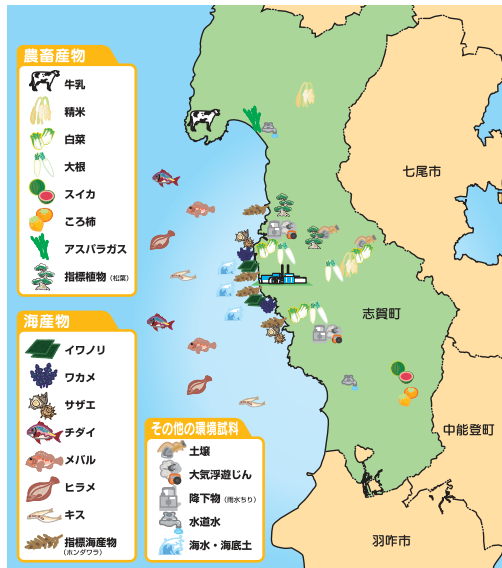 農畜産物
牛乳
精米
白菜
大根
スイカ
ころ柿
アスパラガス
指標植物(松葉)
海産物
イワノリ
ワカメ
サザエ
チダイ
メバル
ヒラメ
キス
指標海産物
(ホンダワラ)
その他の環境試料
土壌
大気浮遊じん
降下物(雨水ちり)
水道水
海水・海底土
七尾市
志賀町
中能登町
羽咋市